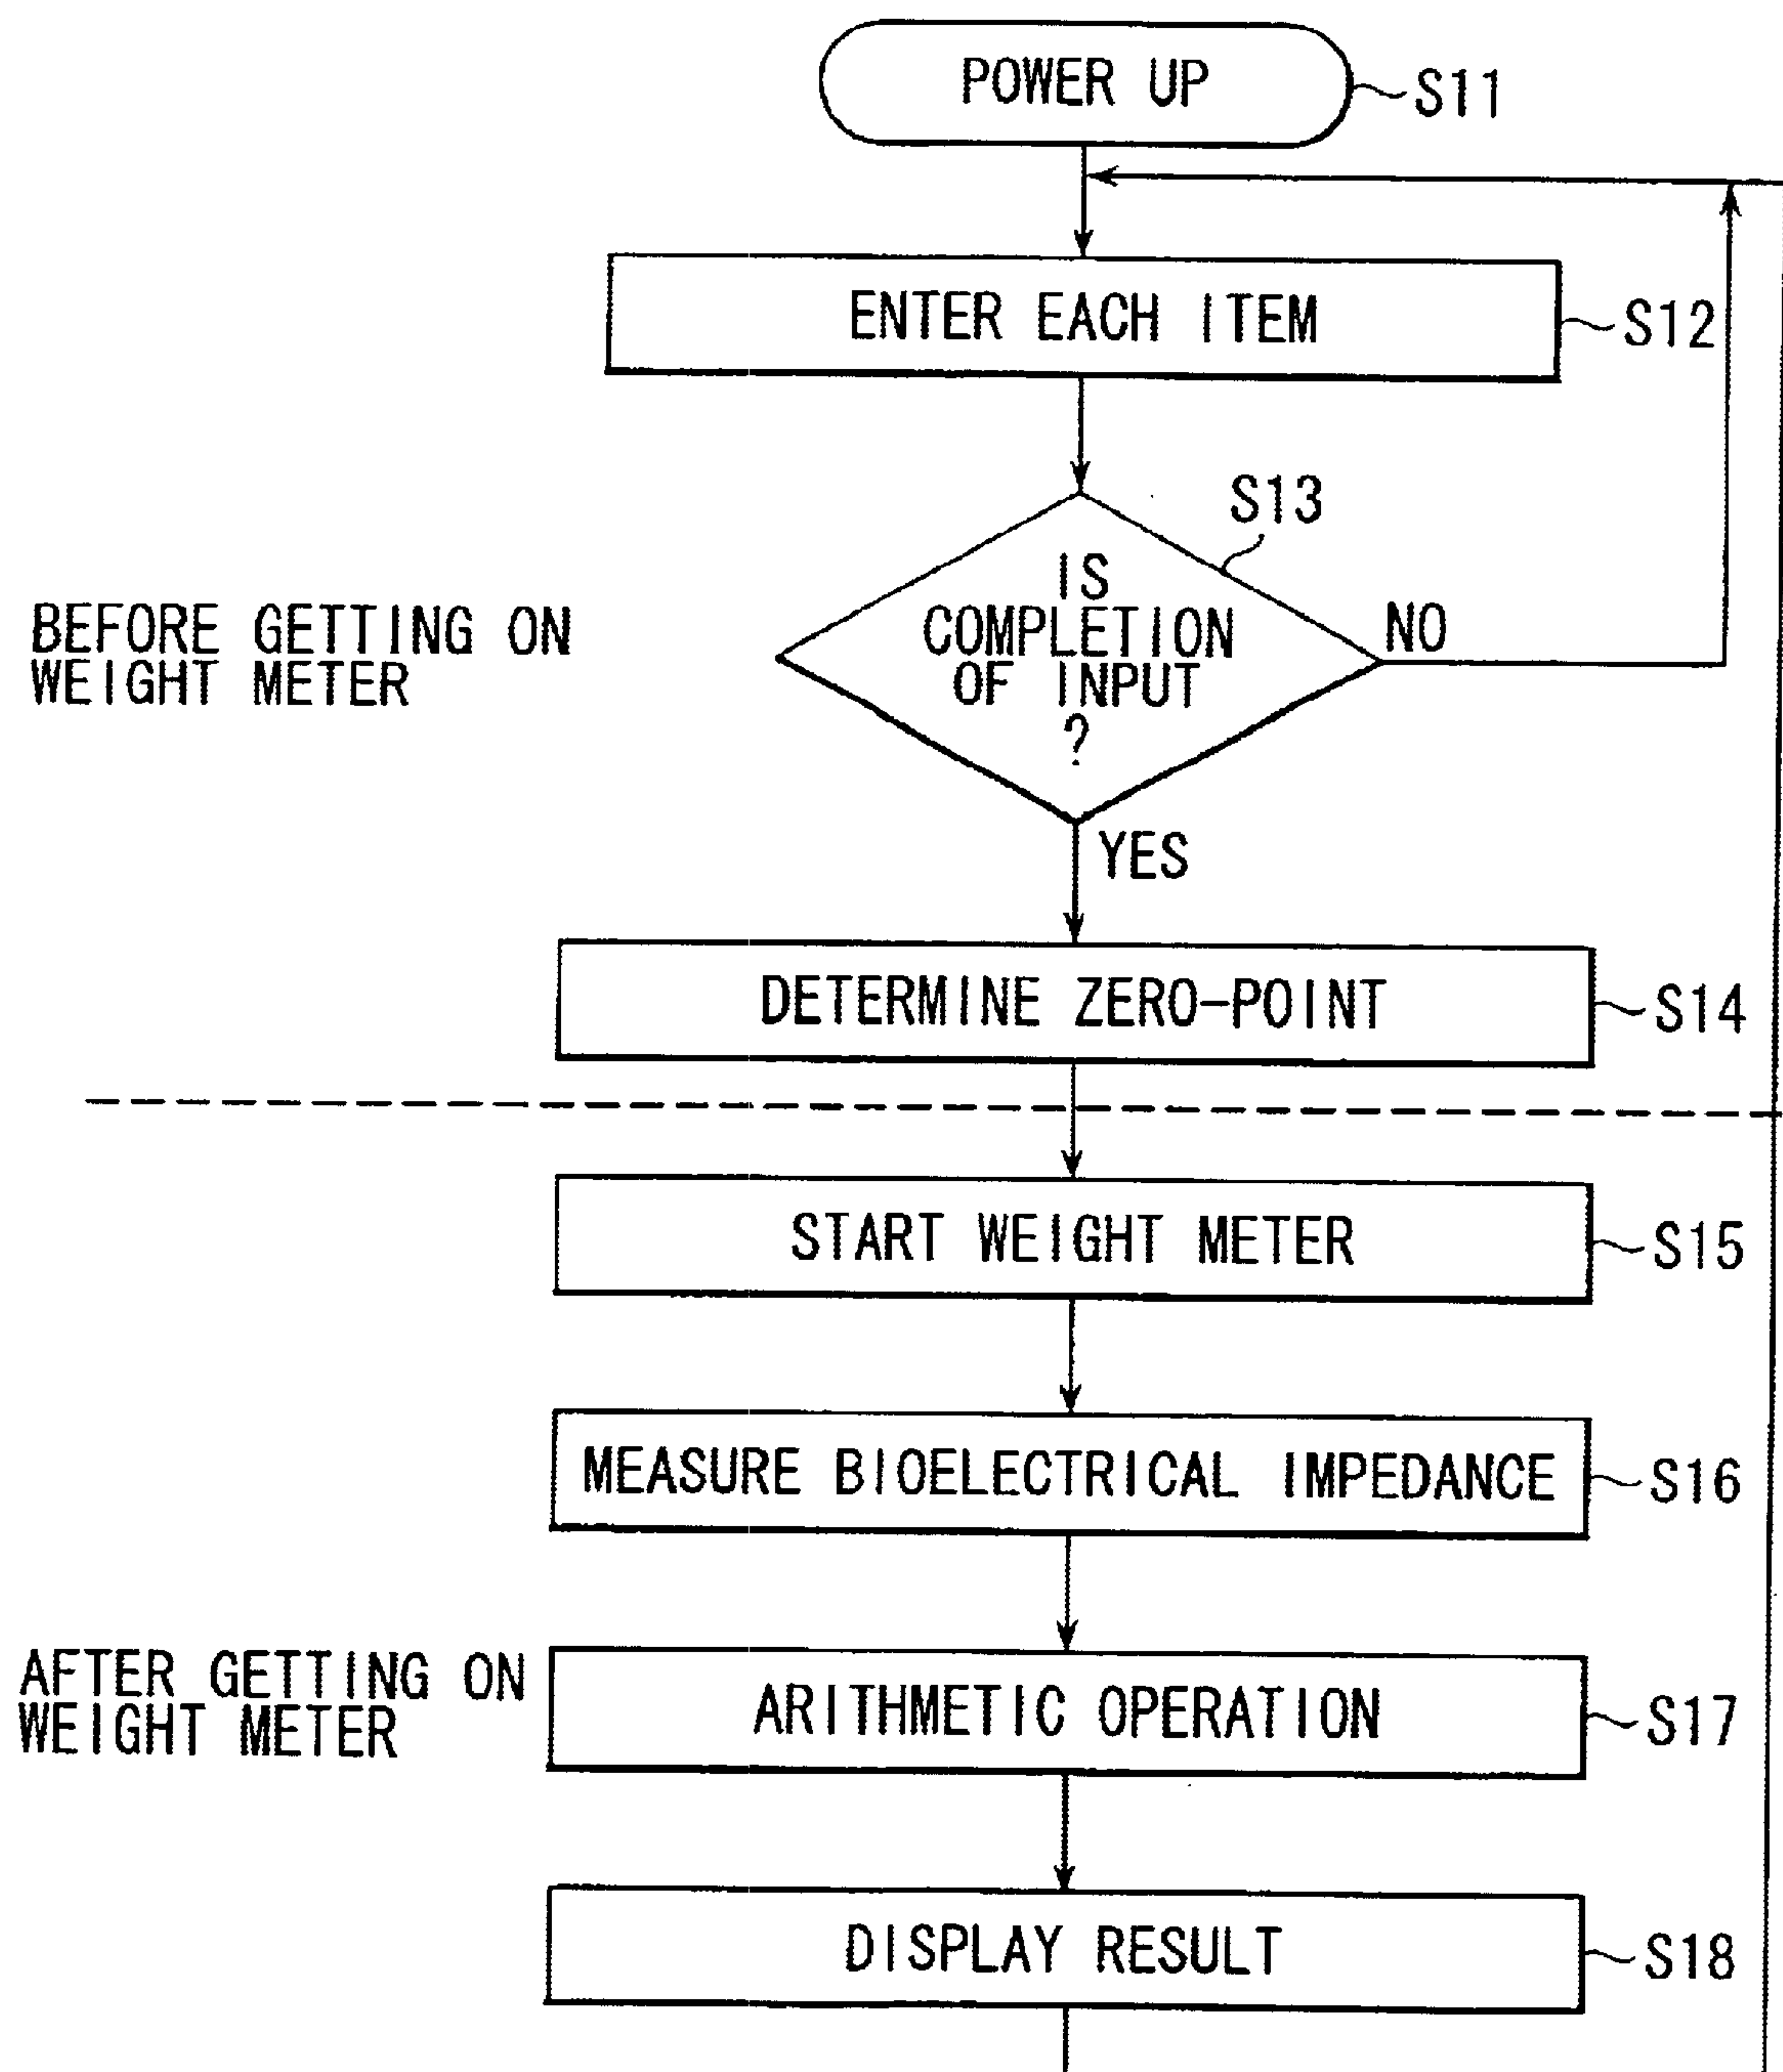 POWER UP
S11
ENTER EACH ITEM
S12
S13
IS
COMPLETION
OF INPUT
?
NO
BEFORE GETTING ON
WEIGHT METER
YES
DETERMINE ZERO-POINT
S14
START WEIGHT METER
S15
MEASURE BIOELECTRICAL IMPEDANCE
S16
AFTER GETTING ON
WEIGHT METER
ARITHMETIC OPERATION
S17
DISPLAY RESULT
S18